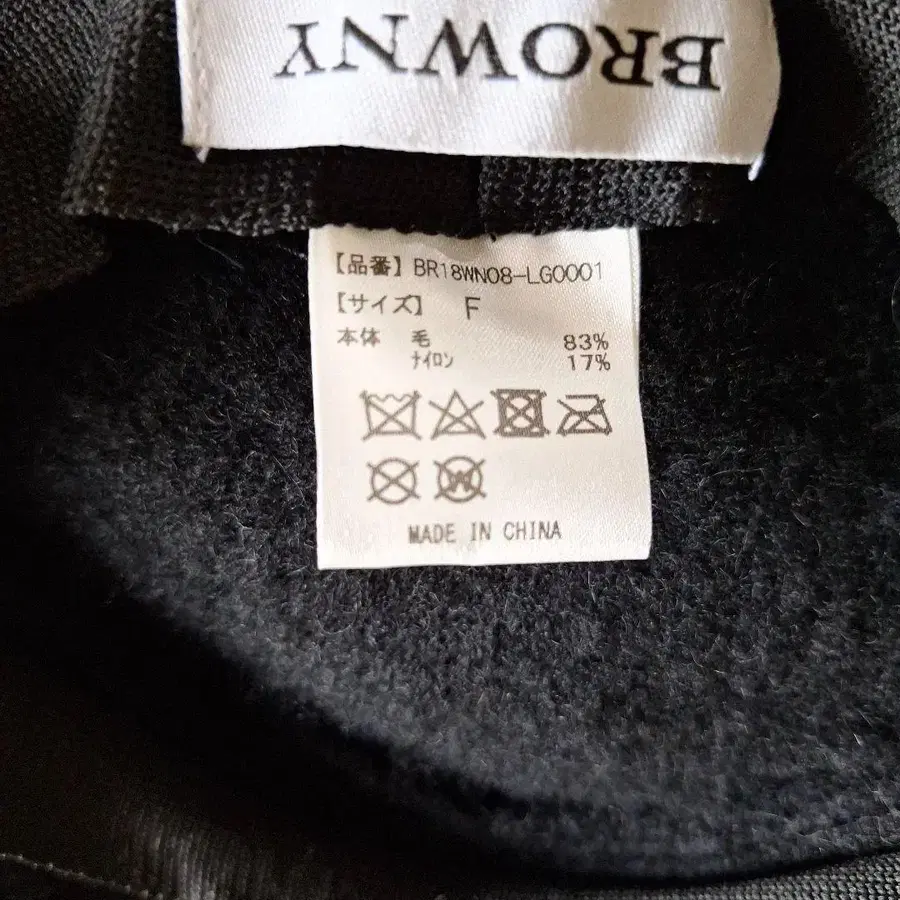 BROWNY
【品番】BR18WN08-LG0001
【サイズ】 F
本体 毛 83%
ナイロン 17%
W
MADE IN CHINA